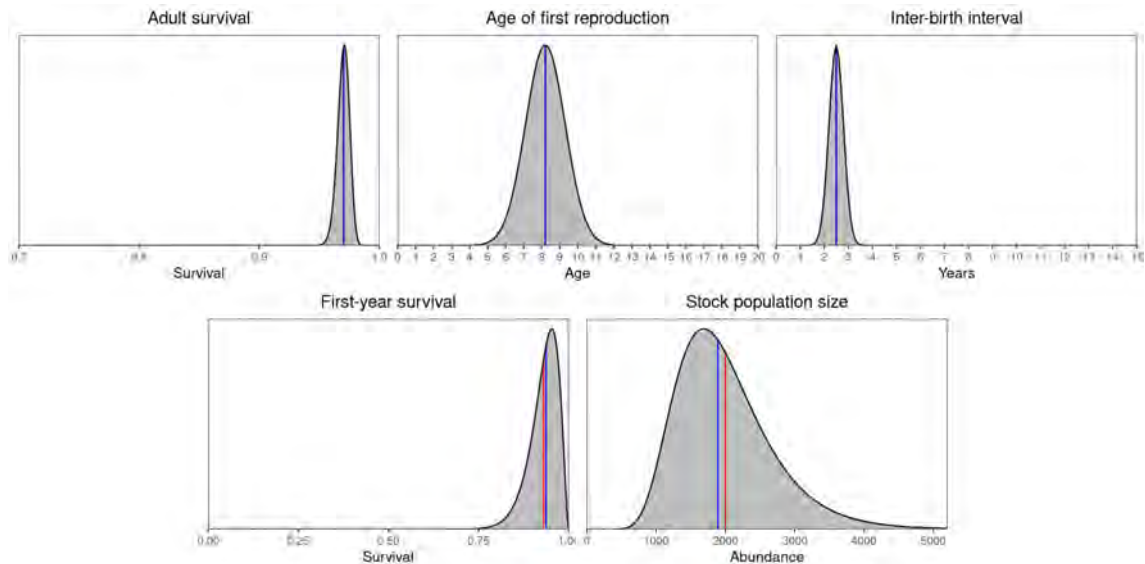 Adult survival
Age of first reproduction
Inter-birth interval
0.7 0.8 0.9 1.0
0 1 2 3 4 5 6 7 8 9 10 11 12 13 14 15 16 17 18 19 20
0 1 2 3 4 5 6 7 8 9 10 11 12 13 14 15
Survival
Age
Years
First-year survival
Stock population size
0.00 0.25 0.50 0.75 1.00
0 1000 2000 3000 4000 5000
Survival
Abundance